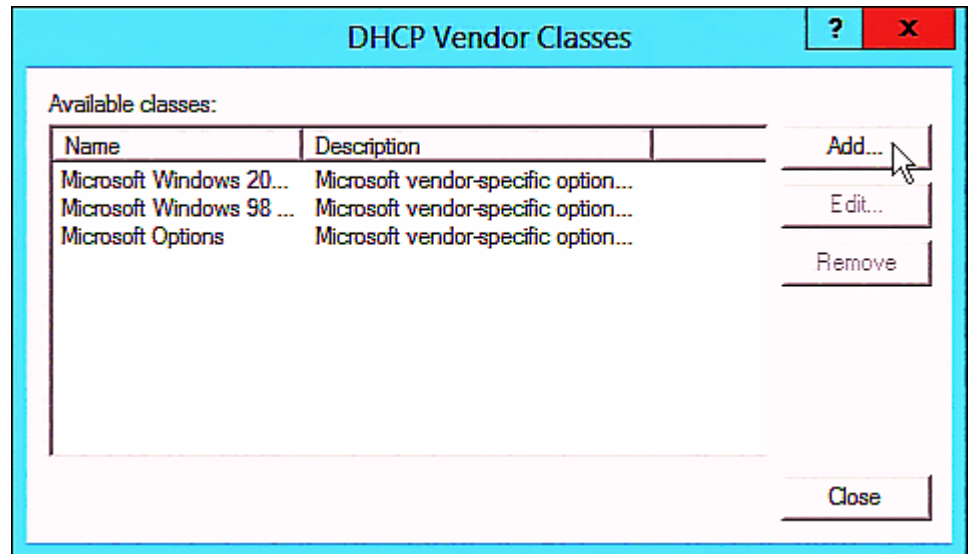 DHCP Vendor Classes
? x
Available classes:
Name Description
Add...
Microsoft Windows 20... Microsoft vendor-specific option...
Microsoft Windows 98 ... Microsoft vendor-specific option...
Edit...
Microsoft Options Microsoft vendor-specific option...
Remove
Close